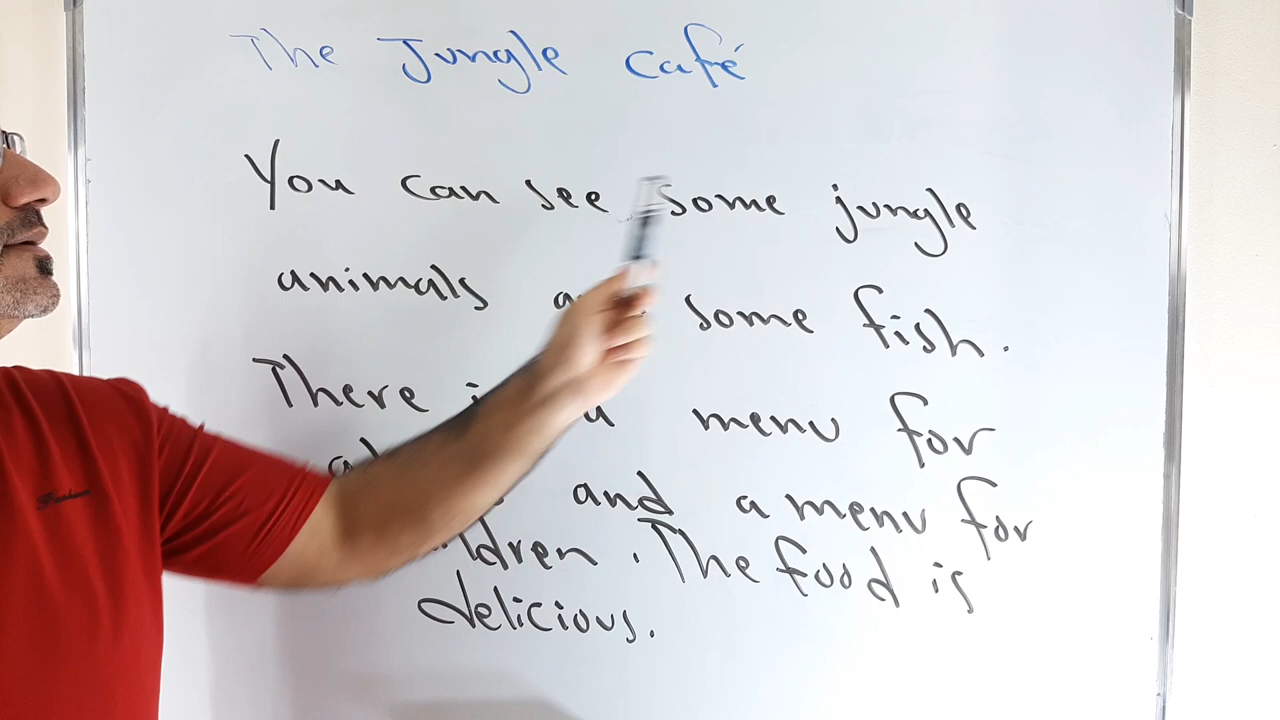 The Jungle Café
You can see some jungle
animals some fish.
There a menu for
and a menu for
The food is
delicious.